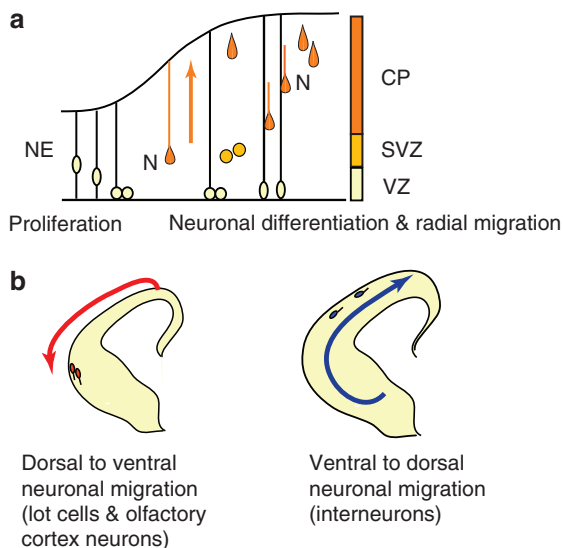 a
NE
N
N
CP
SVZ
VZ
Proliferation
Neuronal differentiation & radial migration
b
Dorsal to ventral
neuronal migration
(lot cells & olfactory
cortex neurons)
Ventral to dorsal
neuronal migration
(interneurons)